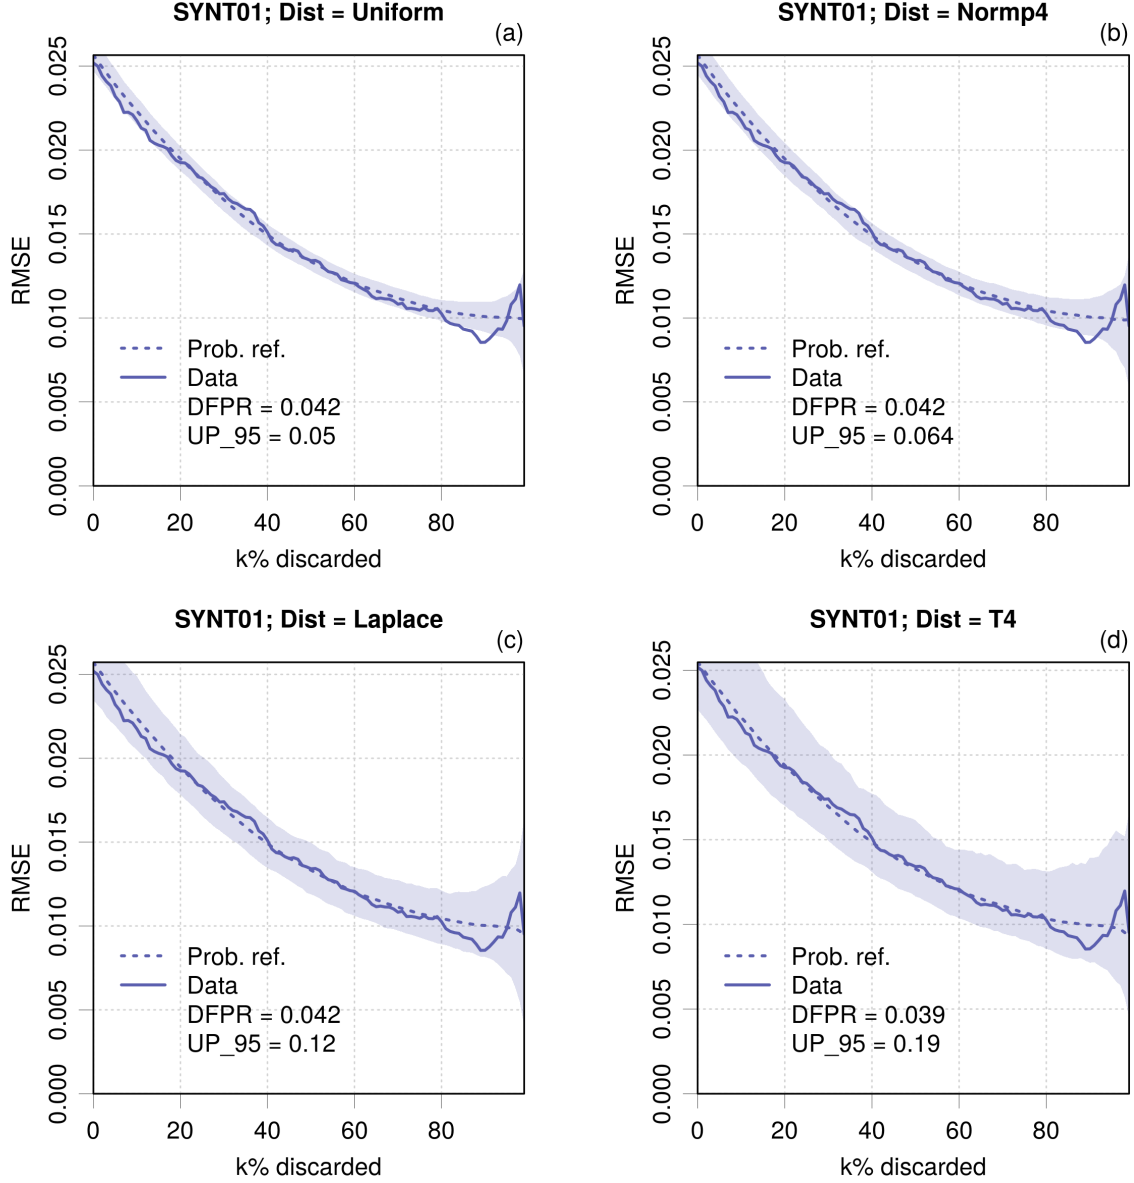 SYNT01; Dist = Uniform
(a)
RMSE
0.025
0.020
0.015
0.010
0.005
0.000
Prob. ref.
Data
DFPR = 0.042
UP_95 = 0.05
0 20 40 60 80
k% discarded
SYNT01; Dist = Normp4
(b)
RMSE
0.025
0.020
0.015
0.010
0.005
0.000
Prob. ref.
Data
DFPR = 0.042
UP_95 = 0.064
0 20 40 60 80
k% discarded
SYNT01; Dist = Laplace
(c)
RMSE
0.025
0.020
0.015
0.010
0.005
0.000
Prob. ref.
Data
DFPR = 0.042
UP_95 = 0.12
0 20 40 60 80
k% discarded
SYNT01; Dist = T4
(d)
RMSE
0.025
0.020
0.015
0.010
0.005
0.000
Prob. ref.
Data
DFPR = 0.039
UP_95 = 0.19
0 20 40 60 80
k% discarded